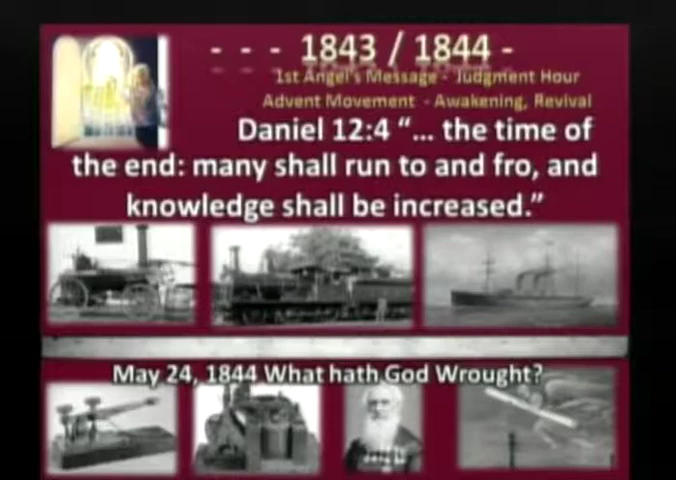 - - - 1843 / 1844 -
1st Angel's Message - Judgment Hour
Advent Movement - Awakening, Revival
Daniel 12:4 “... the time of
the end: many shall run to and fro, and
knowledge shall be increased.”
May 24, 1844 What hath God Wrought?